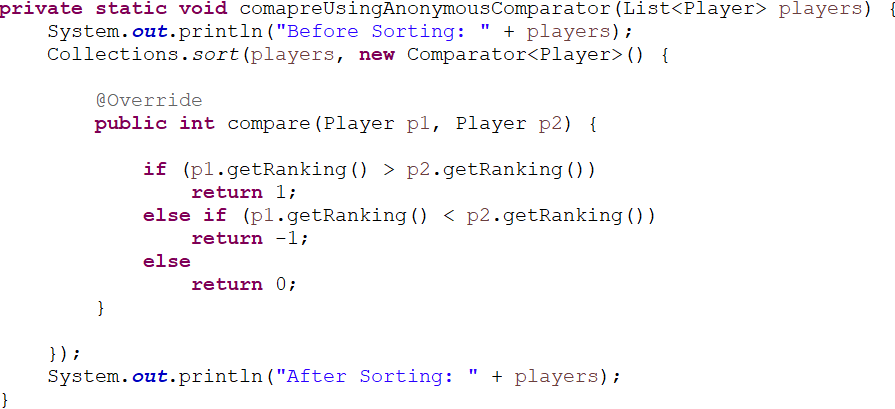 private static void comapreUsingAnonymousComparator(List<Player> players) {
    System.out.println("Before Sorting: " + players);
    Collections.sort(players, new Comparator<Player>() {
        @Override
        public int compare(Player p1, Player p2) {
            if (p1.getRanking() > p2.getRanking())
                return 1;
            else if (p1.getRanking() < p2.getRanking())
                return -1;
            else
                return 0;
        }
    });
    System.out.println("After Sorting: " + players);
}